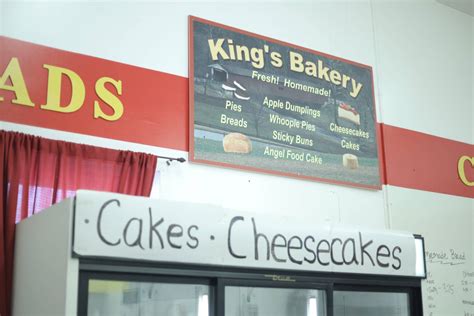 ADS
King's Bakery
Fresh! Homemade!
Pies
Breads
Apple Dumplings
Whoopie Pies
Sticky Buns
Angel Food Cake
Cheesecakes
Cakes
C
· Cakes · Cheesecakes
Bread